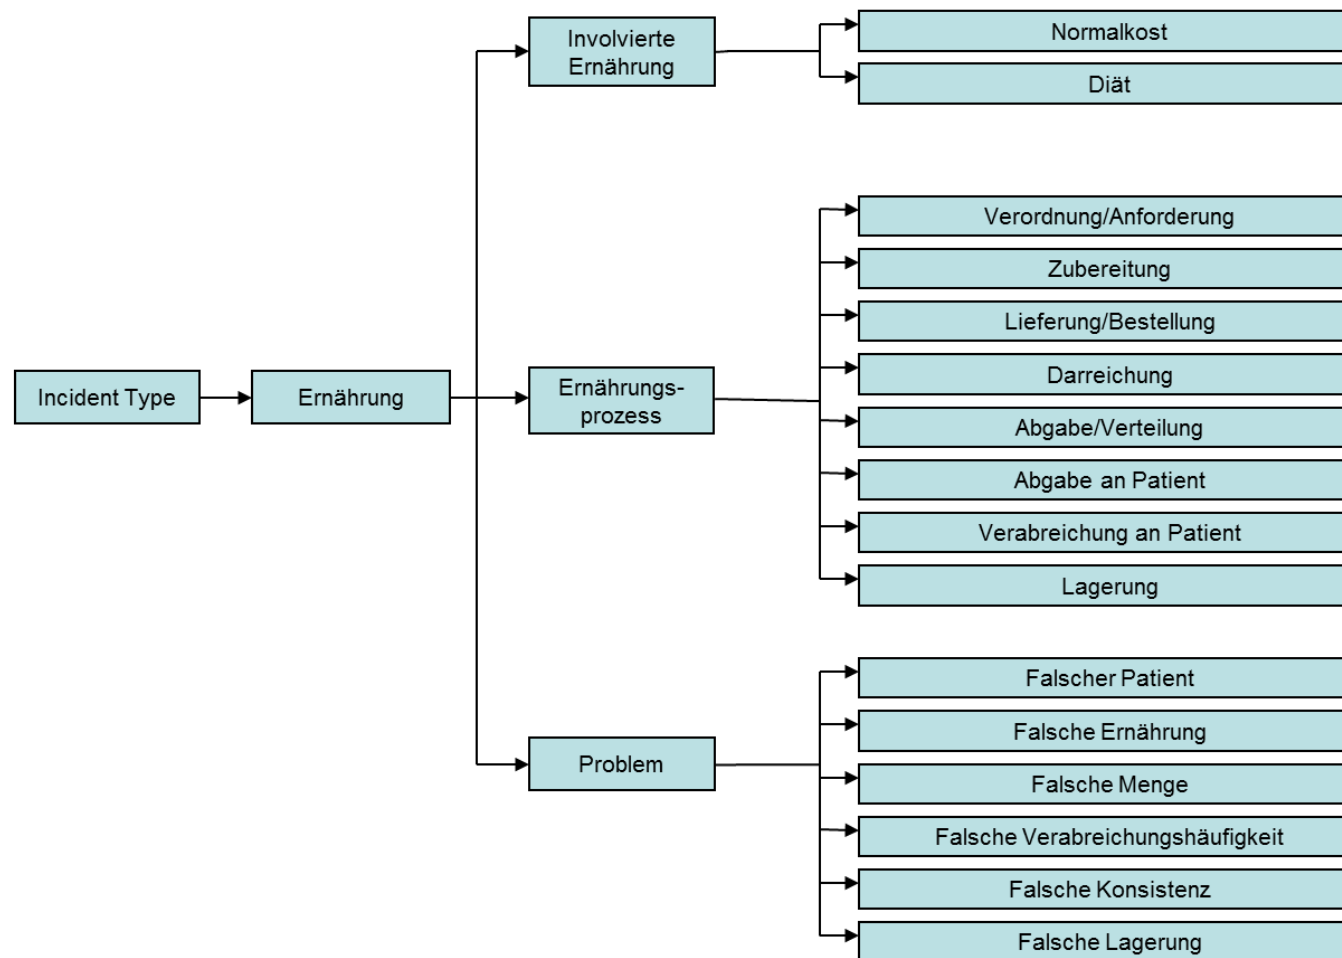 Incident Type
Ernährung
Involvierte
Ernährung
Normalkost
Diät
Ernährungs-
prozess
Verordnung/Anforderung
Zubereitung
Lieferung/Bestellung
Darreichung
Abgabe/Verteilung
Abgabe an Patient
Verabreichung an Patient
Lagerung
Problem
Falscher Patient
Falsche Ernährung
Falsche Menge
Falsche Verabreichungshäufigkeit
Falsche Konsistenz
Falsche Lagerung